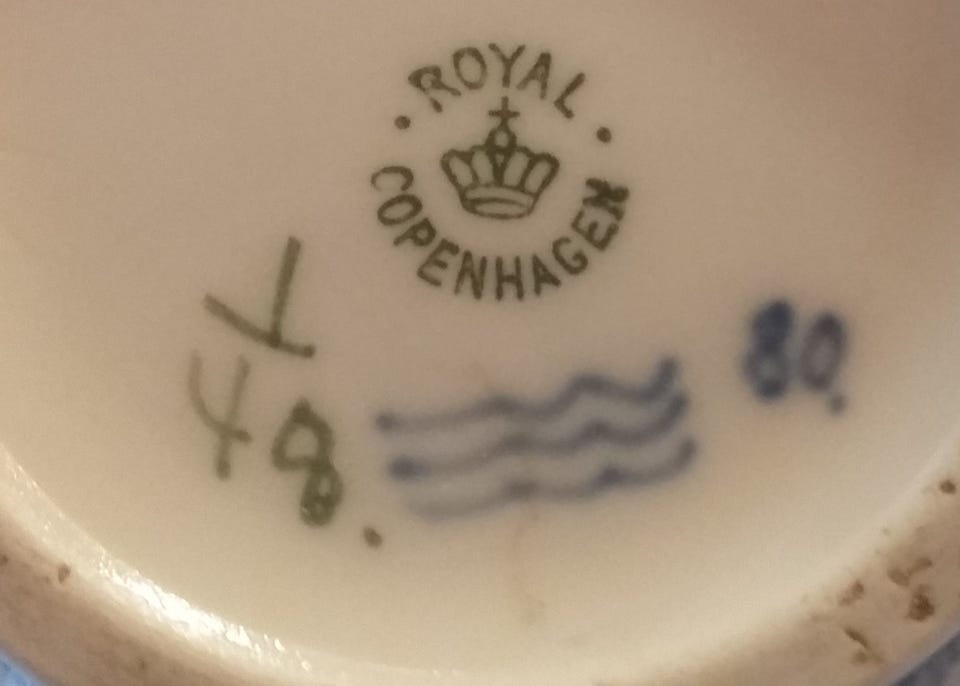 ROYAL
COPENHAGEN
1
48.
80.